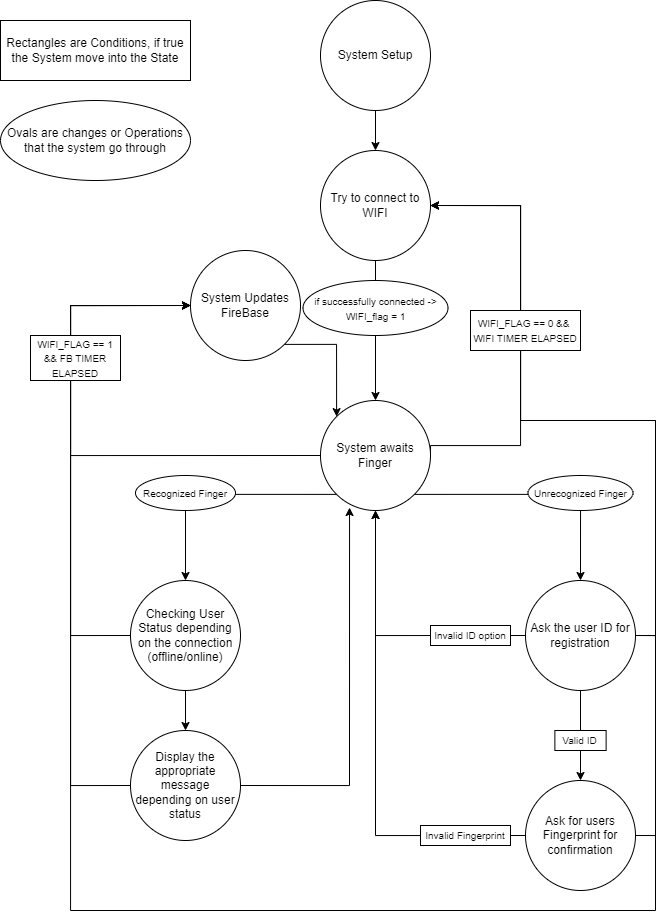 Rectangles are Conditions, if true
the System move into the State
System Setup
Ovals are changes or Operations
that the system go through
Try to connect to
WIFI
System Updates
FireBase
if successfully connected ->
WIFI_flag = 1
WIFI_FLAG == 0 &&
WIFI TIMER ELAPSED
WIFI_FLAG == 1
&& FB TIMER
ELAPSED
System awaits
Finger
Recognized Finger
Unrecognized Finger
Checking User
Status depending
on the connection
(offline/online)
Invalid ID option
Ask the user ID for
registration
Valid ID
Display the
appropriate
message
depending on user
status
Invalid Fingerprint
Ask for users
Fingerprint for
confirmation